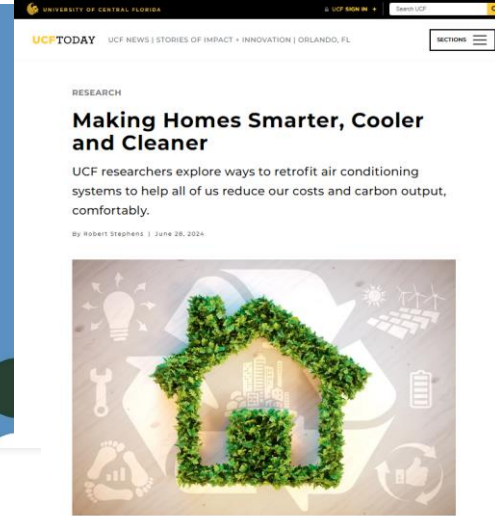 UNIVERSITY OF CENTRAL FLORIDA
UCF SIGN IN
Search UCF
UCFTODAY
UCF NEWS | STORIES OF IMPACT + INNOVATION | ORLANDO, FL
SECTIONS
RESEARCH
Making Homes Smarter, Cooler
and Cleaner
UCF researchers explore ways to retrofit air conditioning
systems to help all of us reduce our costs and carbon output,
comfortably.
By Robert Stephens | June 28, 2024